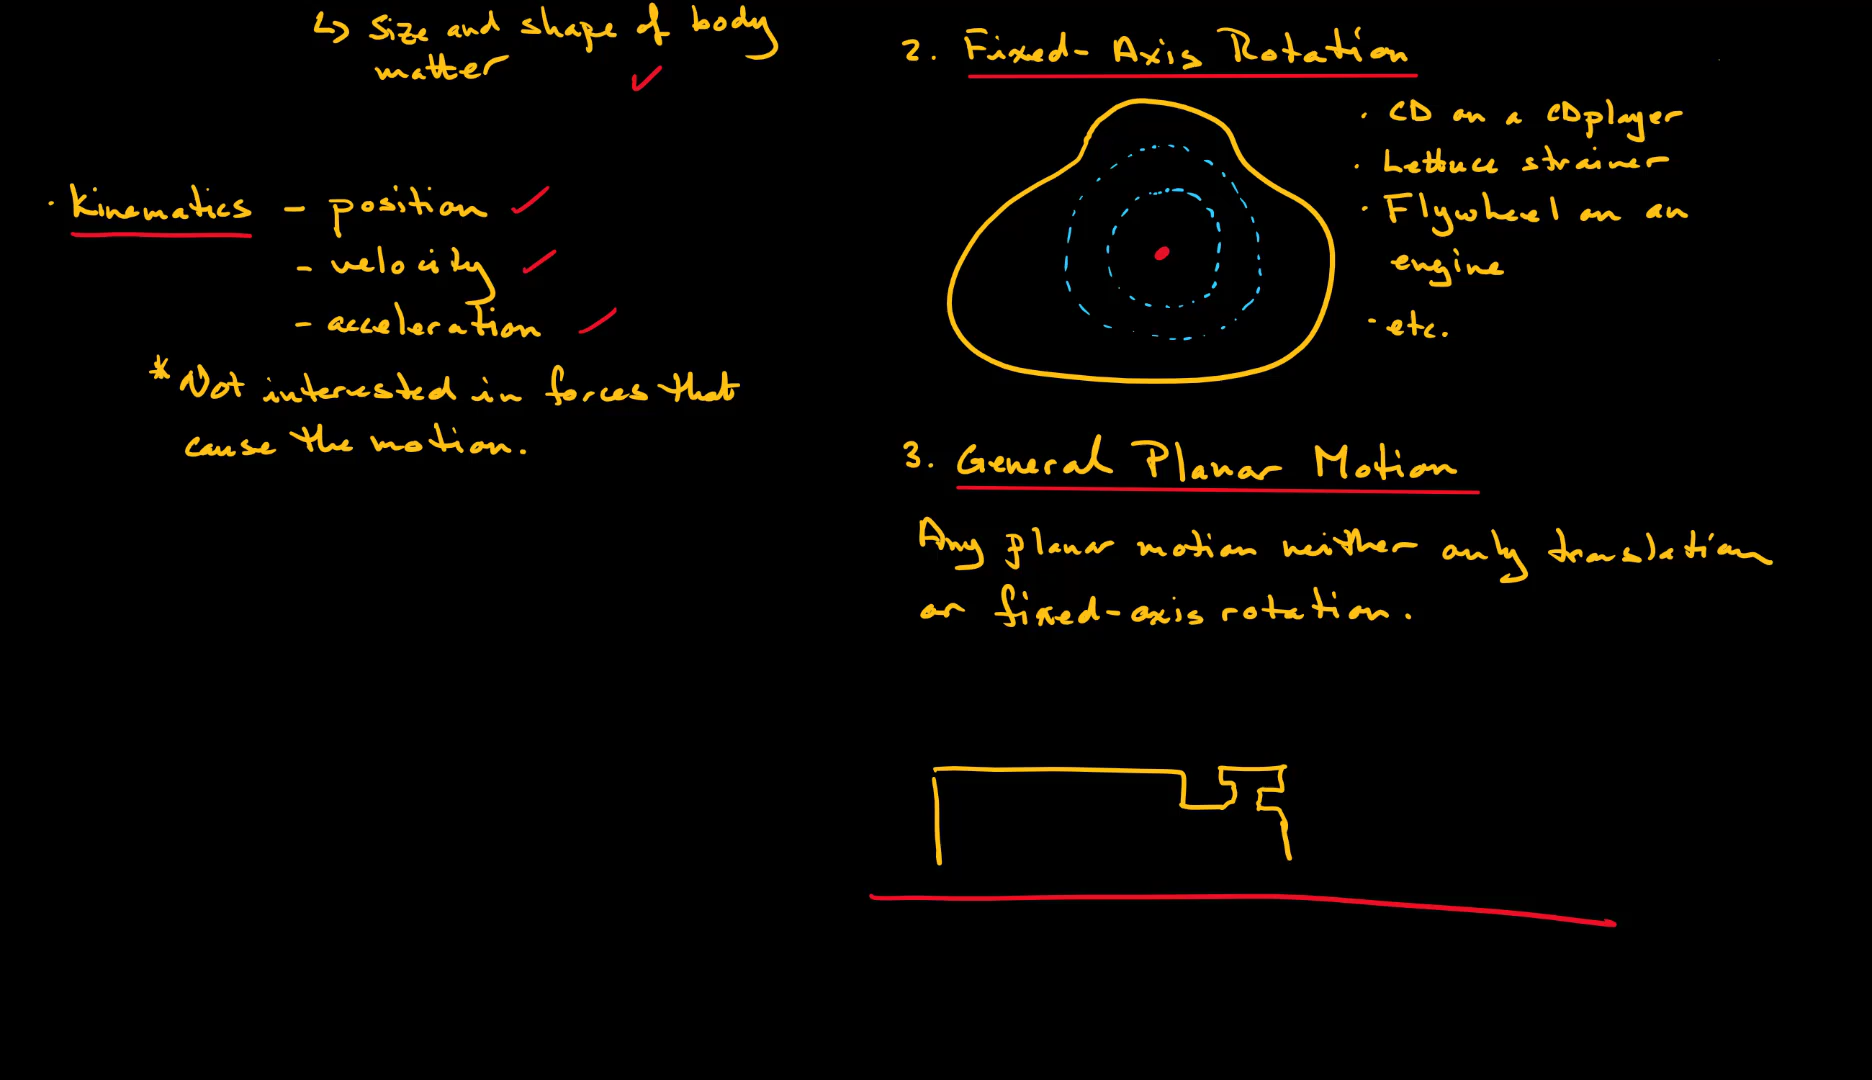 ↳ Size and shape of body
matter
· Kinematics - position
- velocity
- acceleration
* Not interested in forces that
cause the motion.
2. Fixed-Axis Rotation
· CD on a CD player
· Lettuce strainer
· Flywheel on an
engine
· etc.
3. General Planar Motion
Any planar motion neither only translation
or fixed-axis rotation.